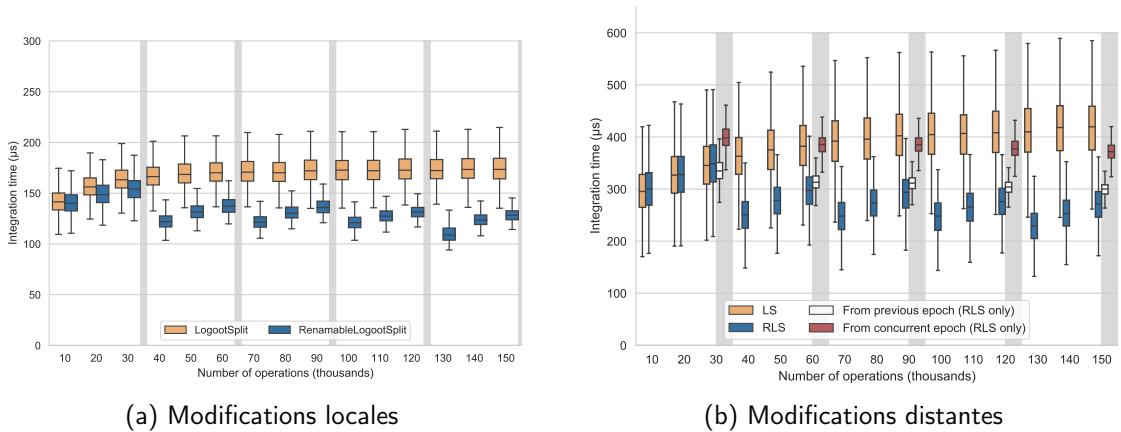 300
250
200
150
100
50
0
Integration time (μs)
LogootSplit RenamableLogootSplit
10 20 30 40 50 60 70 80 90 100 110 120 130 140 150
Number of operations (thousands)
(a) Modifications locales
600
500
400
300
200
100
0
Integration time (μs)
LS From previous epoch (RLS only)
RLS From concurrent epoch (RLS only)
10 20 30 40 50 60 70 80 90 100 110 120 130 140 150
Number of operations (thousands)
(b) Modifications distantes